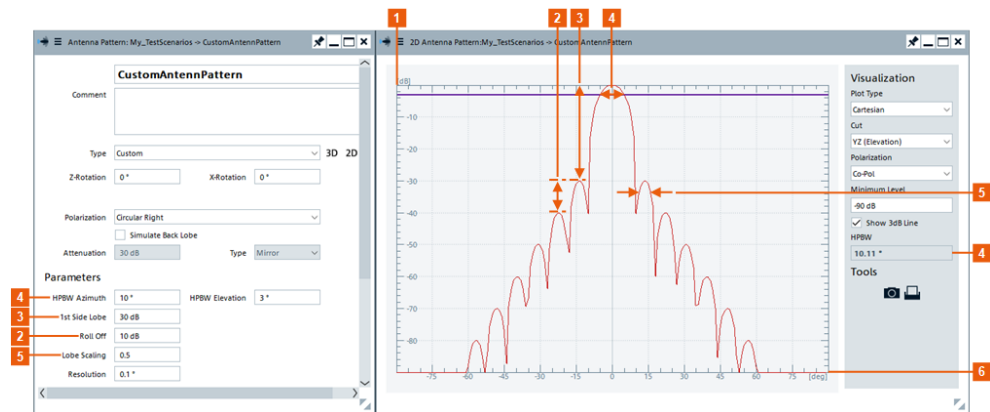 1
2
3
4
Antenna Pattern: My_TestScenarios -> CustomAntennPattern
CustomAntennPattern
Comment
Type
Custom
3D 2D
Z-Rotation
0 °
X-Rotation
0 °
Polarization
Circular Right
Simulate Back Lobe
Attenuation
30 dB
Type
Mirror
Parameters
4
HPBW Azimuth
10 °
HPBW Elevation
3 °
3
1st Side Lobe
30 dB
2
Roll Off
10 dB
5
Lobe Scaling
0.5
Resolution
0.1 °
2D Antenna Pattern:My_TestScenarios -> CustomAntennPattern
[dB]
-10
-20
-30
-40
-50
-60
-70
-80
-75 -60 -45 -30 -15 0 15 30 45 60 75 [deg]
Visualization
Plot Type
Cartesian
Cut
YZ (Elevation)
Polarization
Co-Pol
5
Minimum Level
-90 dB
Show 3dB Line
HPBW
10.11 °
4
Tools
6